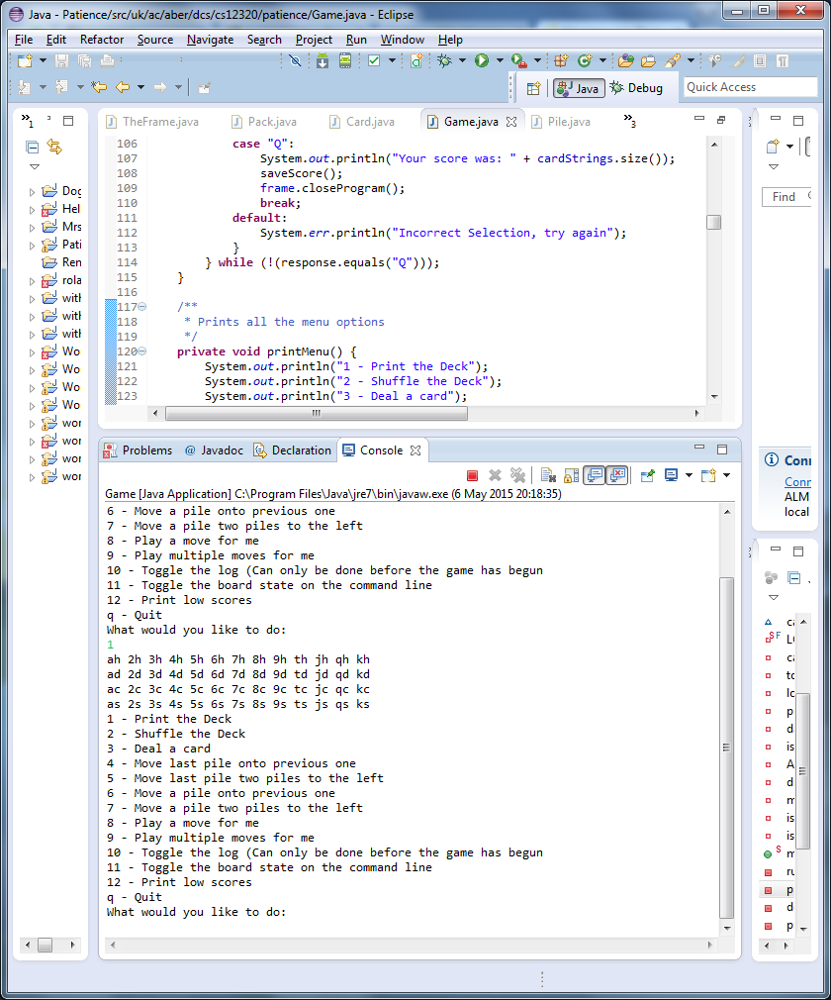 Java - Patience/src/uk/ac/aber/dcs/cs12320/patience/Game.java - Eclipse
File Edit Refactor Source Navigate Search Project Run Window Help
Java Debug Quick Access
»1
TheFrame.java Pack.java Card.java Game.java Pile.java »3
Dog
Hel
Mrs
Pati
Ren
rola
with
with
with
Wo
Wo
Wo
Wo
wor
wor
wor
wor
106 case "Q":
107 System.out.println("Your score was: " + cardStrings.size());
108 saveScore();
109 frame.closeProgram();
110 break;
111 default:
112 System.err.println("Incorrect Selection, try again");
113 }
114 } while (!(response.equals("Q")));
115 }
116
117 /**
118 * Prints all the menu options
119 */
120 private void printMenu() {
121 System.out.println("1 - Print the Deck");
122 System.out.println("2 - Shuffle the Deck");
123 System.out.println("3 - Deal a card");
Find
Problems @ Javadoc Declaration Console
Game [Java Application] C:\Program Files\Java\jre7\bin\javaw.exe (6 May 2015 20:18:35)
6 - Move a pile onto previous one
7 - Move a pile two piles to the left
8 - Play a move for me
9 - Play multiple moves for me
10 - Toggle the log (Can only be done before the game has begun
11 - Toggle the board state on the command line
12 - Print low scores
q - Quit
What would you like to do:
1
ah 2h 3h 4h 5h 6h 7h 8h 9h th jh qh kh
ad 2d 3d 4d 5d 6d 7d 8d 9d td jd qd kd
ac 2c 3c 4c 5c 6c 7c 8c 9c tc jc qc kc
as 2s 3s 4s 5s 6s 7s 8s 9s ts js qs ks
1 - Print the Deck
2 - Shuffle the Deck
3 - Deal a card
4 - Move last pile onto previous one
5 - Move last pile two piles to the left
6 - Move a pile onto previous one
7 - Move a pile two piles to the left
8 - Play a move for me
9 - Play multiple moves for me
10 - Toggle the log (Can only be done before the game has begun
11 - Toggle the board state on the command line
12 - Print low scores
q - Quit
What would you like to do:
Conn
Conn
ALM
local